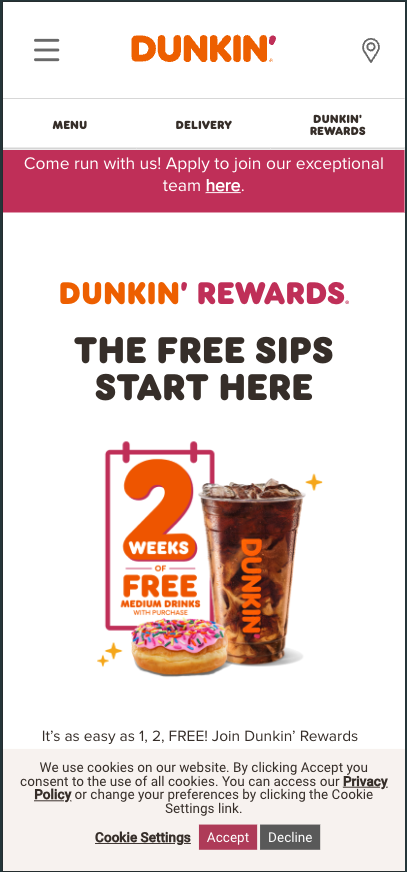 DUNKIN'
MENU
DELIVERY
DUNKIN'
REWARDS
Come run with us! Apply to join our exceptional
team here.
DUNKIN' REWARDS®
THE FREE SIPS
START HERE
2
WEEKS
OF
FREE
MEDIUM DRINKS
WITH PURCHASE
DUNKIN'
It's as easy as 1, 2, FREE! Join Dunkin' Rewards
We use cookies on our website. By clicking Accept you
consent to the use of all cookies. You can access our Privacy
Policy or change your preferences by clicking the Cookie
Settings link.
Cookie Settings
Accept
Decline